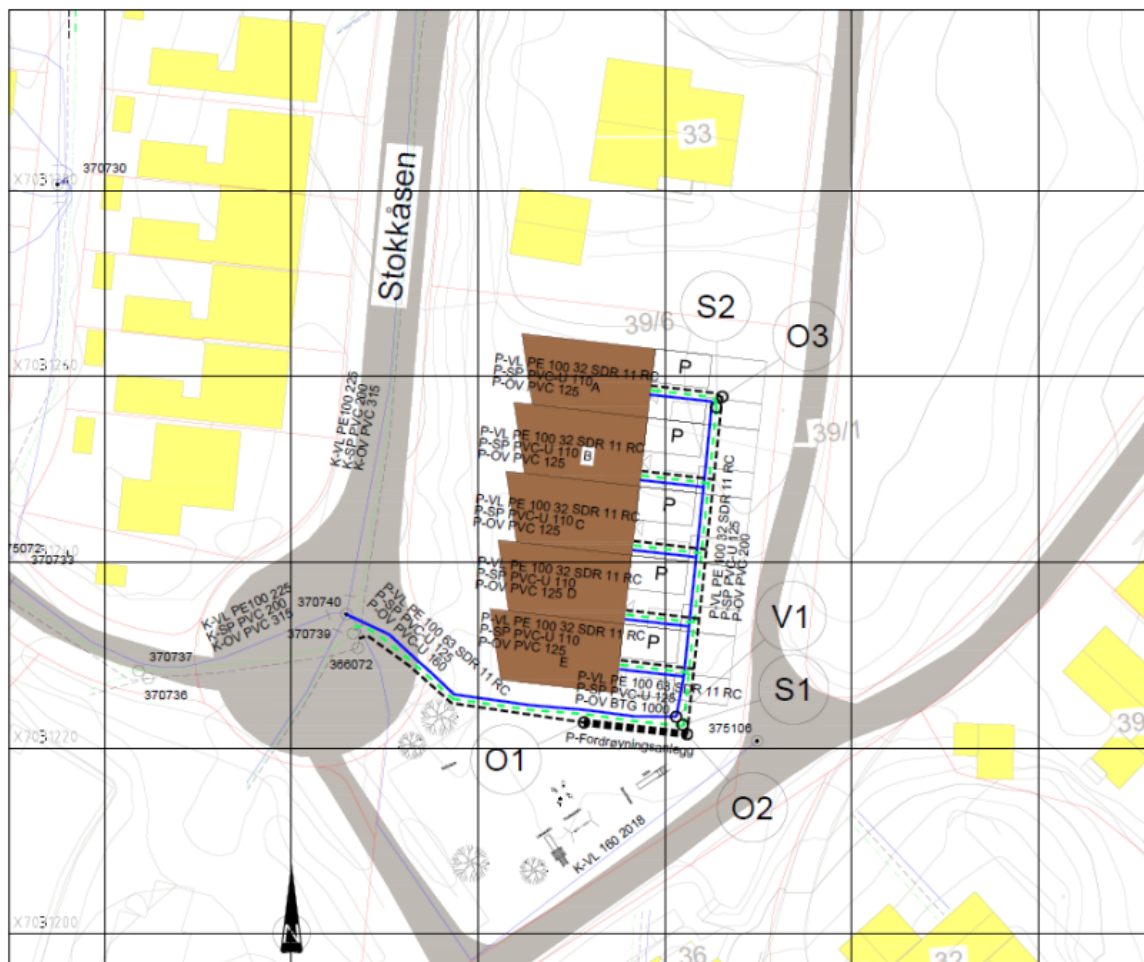 33
370730
Stokkåsen
S2
39/6
O3
P
P-VL PE 100 32 SDR 11 RC
P-SP PVC-U 110 A
P-OV PVC 125
K-VL PE100 225
K-SP PVC 200
K-OV PVC 315
P
39/1
P-VL PE 100 32 SDR 11 RC
P-SP PVC-U 110
P-OV PVC 125
B
P-VL PE 100 32 SDR 11 RC
P-SP PVC-U 110 C
P-OV PVC 125
P
P-VL PE 100 32 SDR 11 RC
P-SP PVC-U 125
P-OV PVC 200
370733
P-VL PE 100 32 SDR 11 RC
P-SP PVC-U 110
P-OV PVC 125 D
P
K-VL PE100 225
K-SP PVC 200
K-OV PVC 315
370740
P-VL PE 100 63 SDR 11 RC
P-SP PVC-U 125
P-OV PVC-U 160
V1
P-VL PE 100 32 SDR 11 RC
P-SP PVC-U 110
P-OV PVC 125
E
P
370739
366072
370737
370736
P-VL PE 100 63 SDR 11 RC
P-SP PVC-U 125
P-OV BTG 1000
S1
375106
P-Fordrøyningsanlegg
O1
O2
K-VL 160 2018
N
36
32